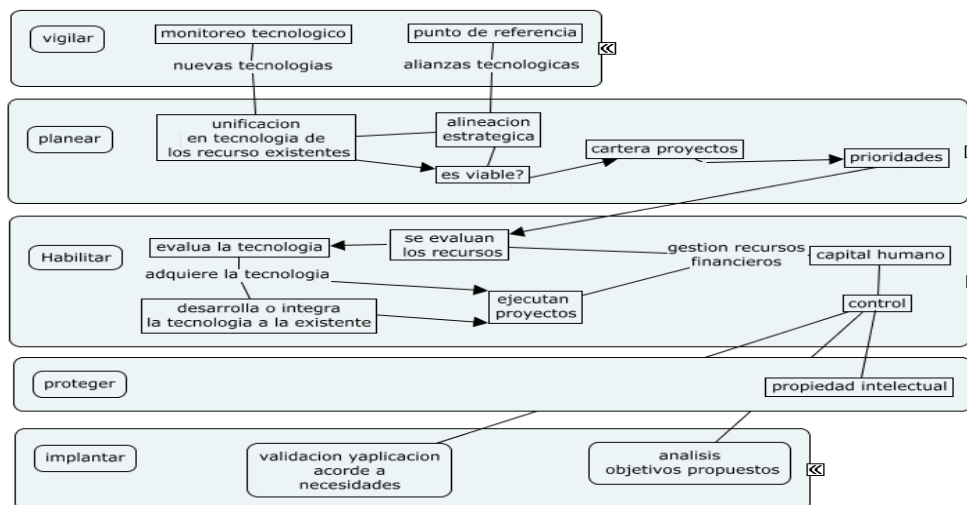 vigilar
monitoreo tecnologico
punto de referencia
nuevas tecnologias
alianzas tecnologicas
planear
unificacion
en tecnologia de
los recurso existentes
alineacion
estrategica
es viable?
cartera proyectos
prioridades
Habilitar
evalua la tecnologia
se evaluan
los recursos
gestion recursos
financieros
capital humano
adquiere la tecnologia
desarrolla o integra
la tecnologia a la existente
ejecutan
proyectos
control
proteger
propiedad intelectual
implantar
validacion yaplicacion
acorde a
necesidades
analisis
objetivos propuestos